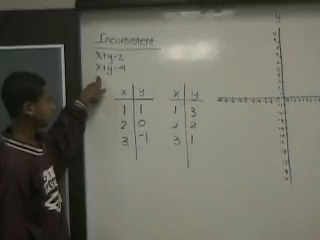 Inconsistent
x+y=2
x+y=4
x y
1 1
2 0
3 -1
x y
1 3
2 2
3 1